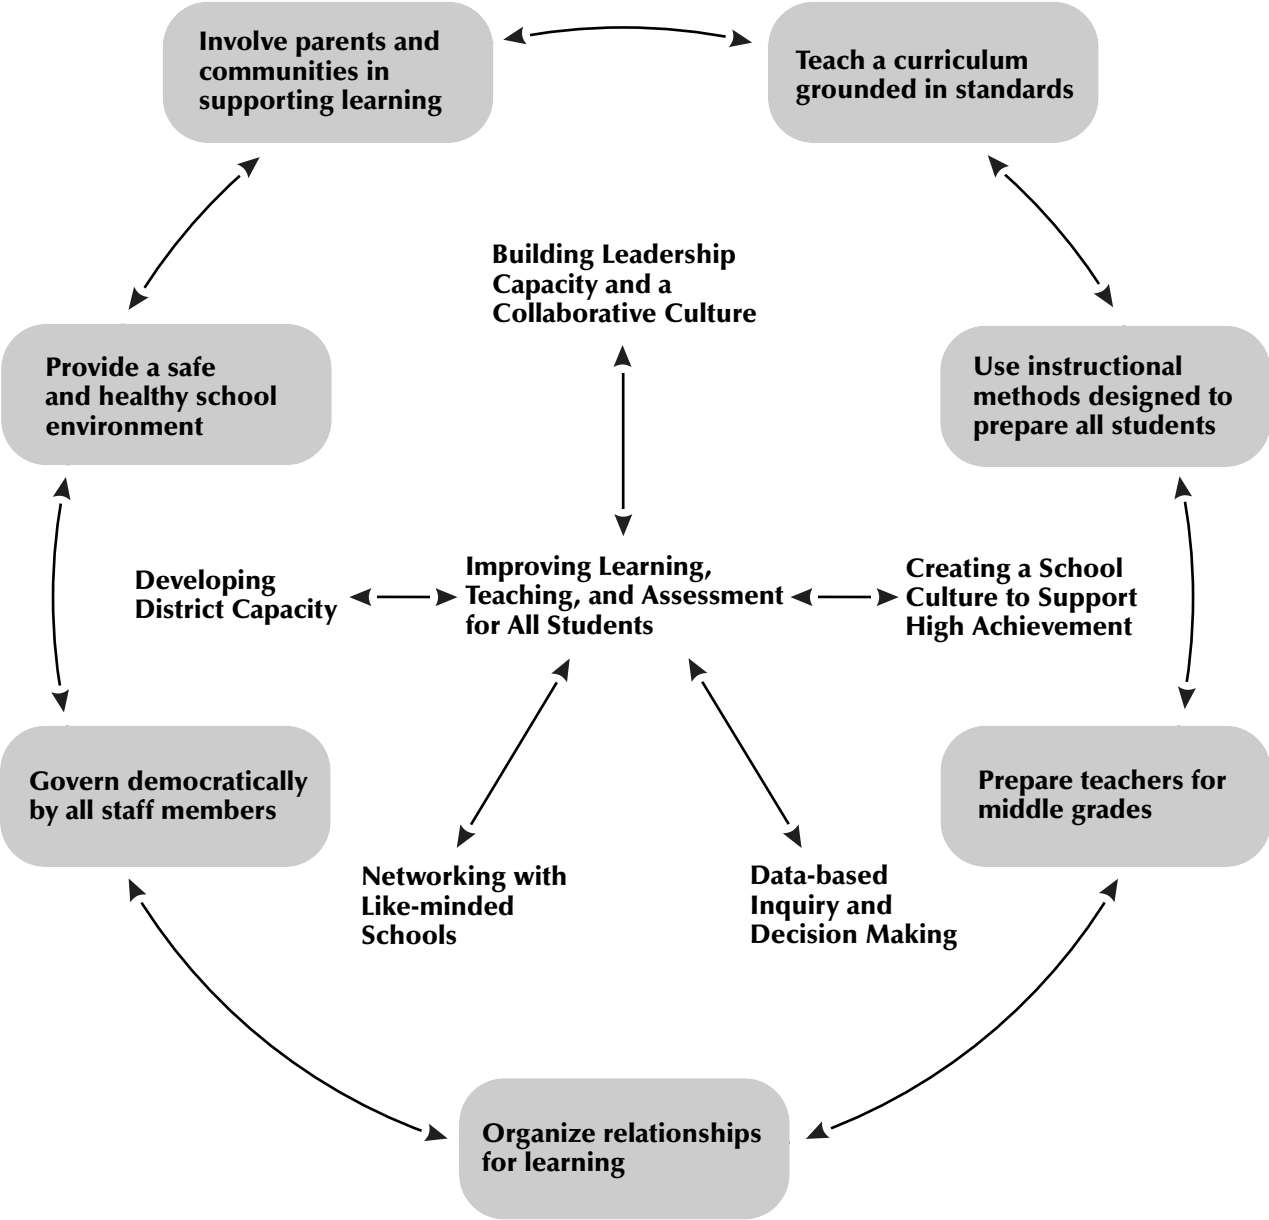 Involve parents and
communities in
supporting learning
Teach a curriculum
grounded in standards
Building Leadership
Capacity and a
Collaborative Culture
Provide a safe
and healthy school
environment
Use instructional
methods designed to
prepare all students
Developing
District Capacity
Improving Learning,
Teaching, and Assessment
for All Students
Creating a School
Culture to Support
High Achievement
Govern democratically
by all staff members
Prepare teachers for
middle grades
Networking with
Like-minded
Schools
Data-based
Inquiry and
Decision Making
Organize relationships
for learning